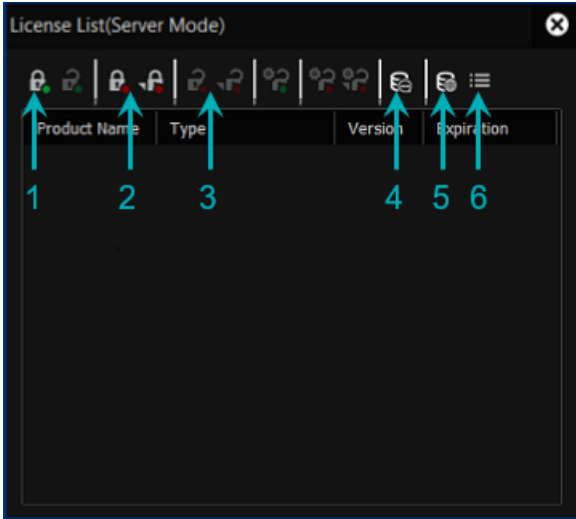 License List(Server Mode)
Product Name Type Version Expiration
1 2 3 4 5 6